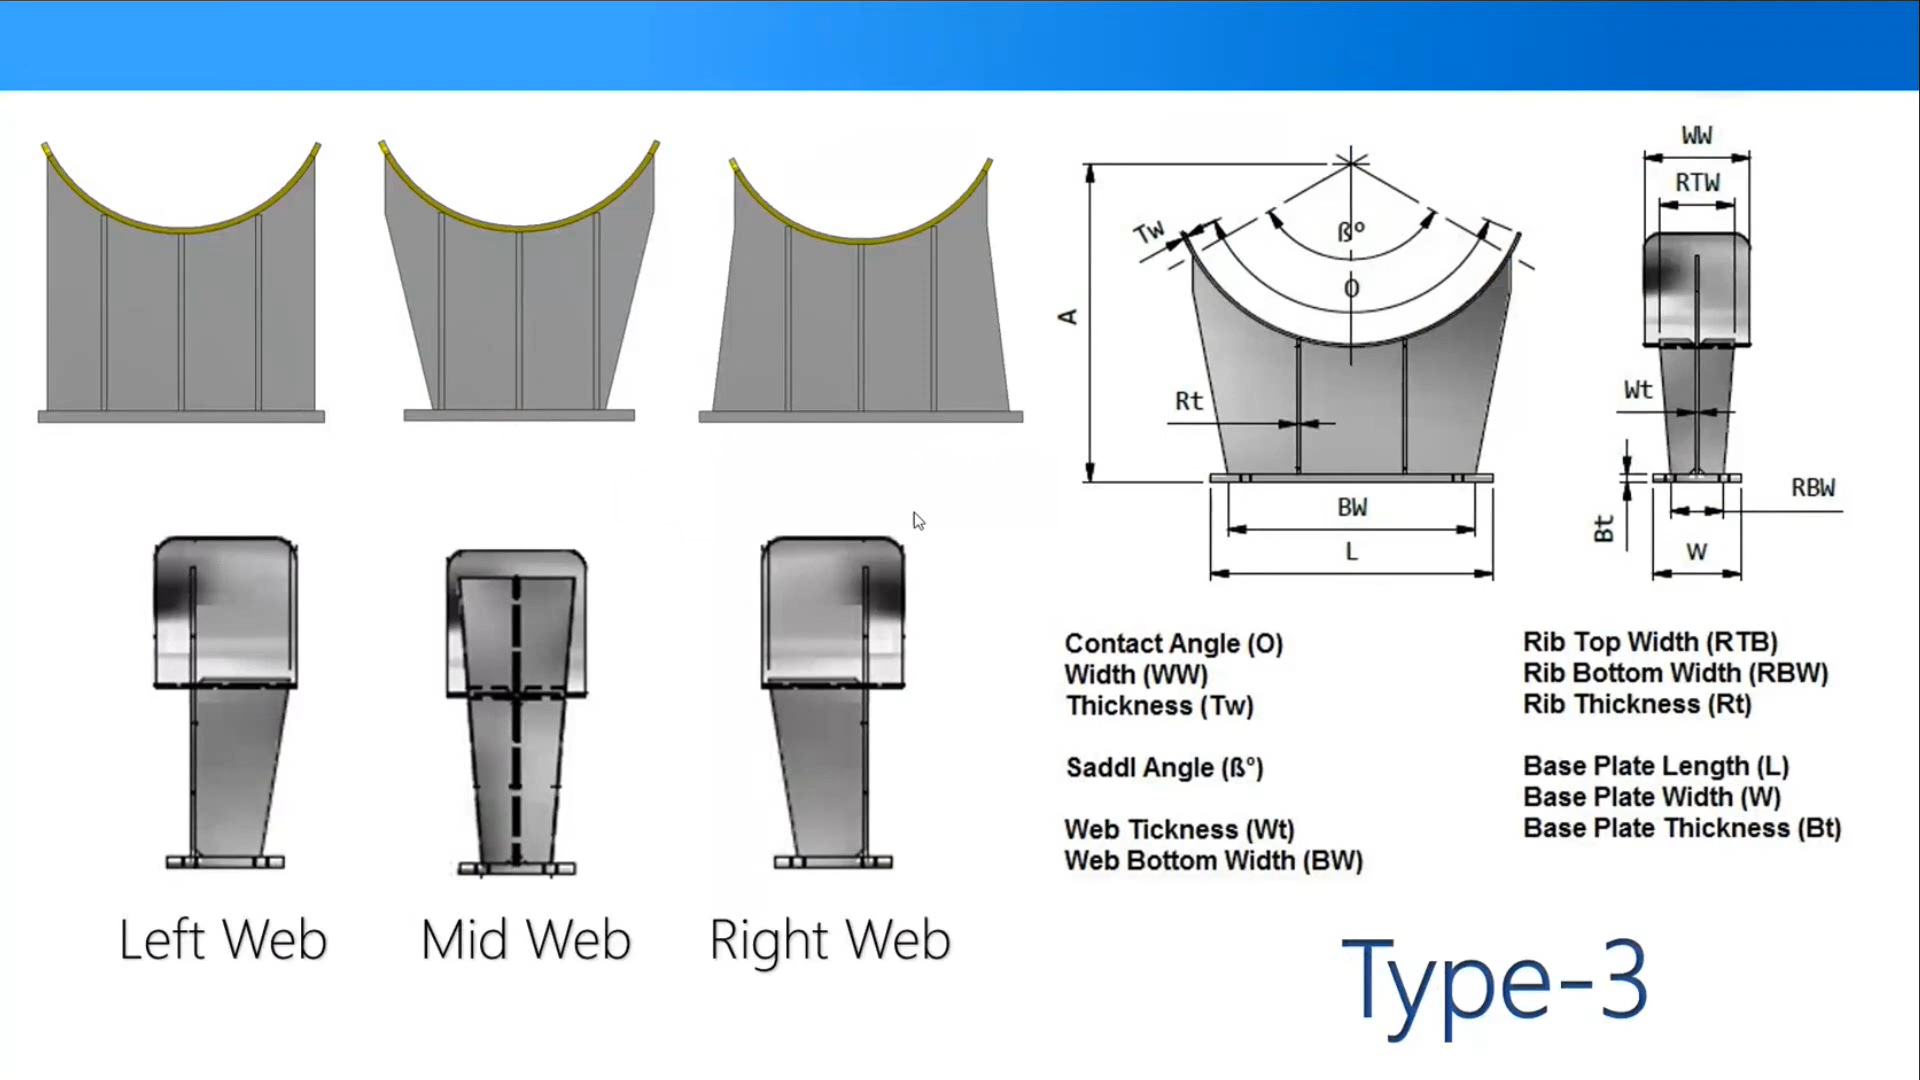 WW
RTW
Tw
ß°
O
A
Rt
Wt
BW
L
RBW
Bt
W
Contact Angle (O)
Width (WW)
Thickness (Tw)
Saddl Angle (ß°)
Web Tickness (Wt)
Web Bottom Width (BW)
Rib Top Width (RTB)
Rib Bottom Width (RBW)
Rib Thickness (Rt)
Base Plate Length (L)
Base Plate Width (W)
Base Plate Thickness (Bt)
Left Web
Mid Web
Right Web
Type-3